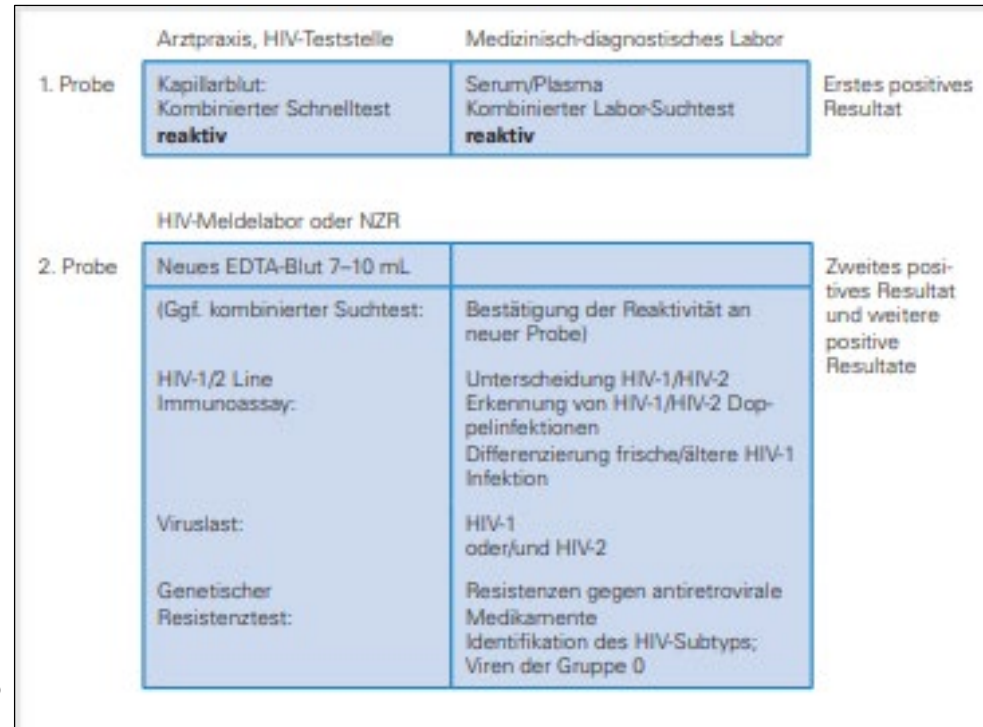 Arztpraxis, HIV-Teststelle
Medizinisch-diagnostisches Labor
1. Probe
Kapillarblut:
Kombinierter Schnelltest
reaktiv
Serum/Plasma
Kombinierter Labor-Suchtest
reaktiv
Erstes positives
Resultat
HIV-Meldelabor oder NZR
2. Probe
Neues EDTA-Blut 7–10 mL
(Ggf. kombinierter Suchtest:
Bestätigung der Reaktivität an
neuer Probe)
HIV-1/2 Line
Immunoassay:
Unterscheidung HIV-1/HIV-2
Erkennung von HIV-1/HIV-2 Dop-
pelinfektionen
Differenzierung frische/ältere HIV-1
Infektion
Viruslast:
HIV-1
oder/und HIV-2
Genetischer
Resistenztest:
Resistenzen gegen antiretrovirale
Medikamente
Identifikation des HIV-Subtyps;
Viren der Gruppe 0
Zweites posi-
tives Resultat
und weitere
positive
Resultate